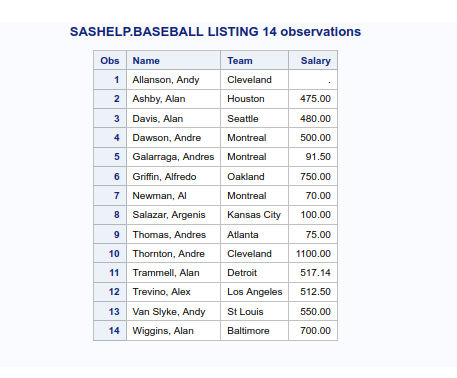 SASHELP.BASEBALL LISTING 14 observations
Obs Name Team Salary
1 Allanson, Andy Cleveland .
2 Ashby, Alan Houston 475.00
3 Davis, Alan Seattle 480.00
4 Dawson, Andre Montreal 500.00
5 Galarraga, Andres Montreal 91.50
6 Griffin, Alfredo Oakland 750.00
7 Newman, Al Montreal 70.00
8 Salazar, Argenis Kansas City 100.00
9 Thomas, Andres Atlanta 75.00
10 Thornton, Andre Cleveland 1100.00
11 Trammell, Alan Detroit 517.14
12 Trevino, Alex Los Angeles 512.50
13 Van Slyke, Andy St Louis 550.00
14 Wiggins, Alan Baltimore 700.00